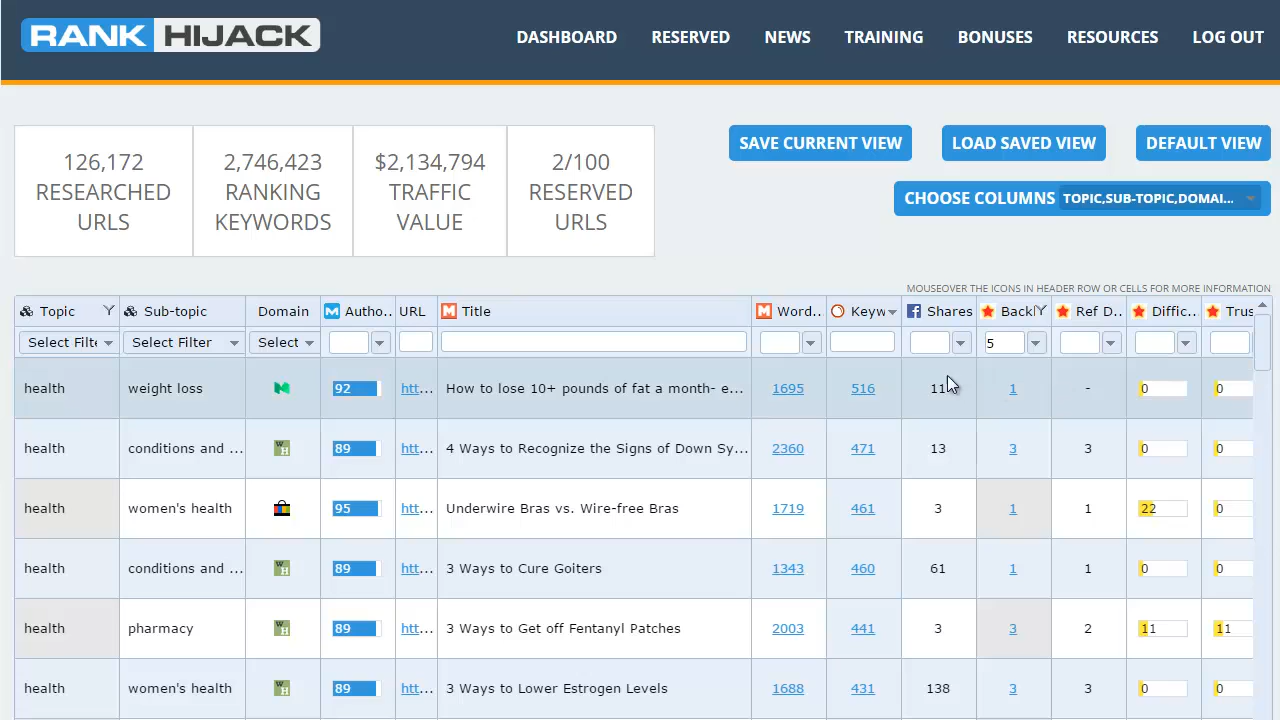 RANK HIJACK
DASHBOARD RESERVED NEWS TRAINING BONUSES RESOURCES LOG OUT
126,172 RESEARCHED URLS
2,746,423 RANKING KEYWORDS
$2,134,794 TRAFFIC VALUE
2/100 RESERVED URLS
SAVE CURRENT VIEW LOAD SAVED VIEW DEFAULT VIEW
CHOOSE COLUMNS TOPIC,SUB-TOPIC,DOMAI...
MOUSEOVER THE ICONS IN HEADER ROW OR CELLS FOR MORE INFORMATION
Topic Sub-topic Domain Autho.. URL Title Word.. Keyw Shares Back Ref D.. Diffic.. Trus
Select Filte Select Filter Select 5
health weight loss 92 htt... How to lose 10+ pounds of fat a month- e... 1695 516 11 1 - 0 0
health conditions and ... 89 htt... 4 Ways to Recognize the Signs of Down Sy... 2360 471 13 3 3 0 0
health women's health 95 htt... Underwire Bras vs. Wire-free Bras 1719 461 3 1 1 22 0
health conditions and ... 89 htt... 3 Ways to Cure Goiters 1343 460 61 1 1 0 0
health pharmacy 89 htt... 3 Ways to Get off Fentanyl Patches 2003 441 3 3 2 11 11
health women's health 89 htt... 3 Ways to Lower Estrogen Levels 1688 431 138 3 3 0 0